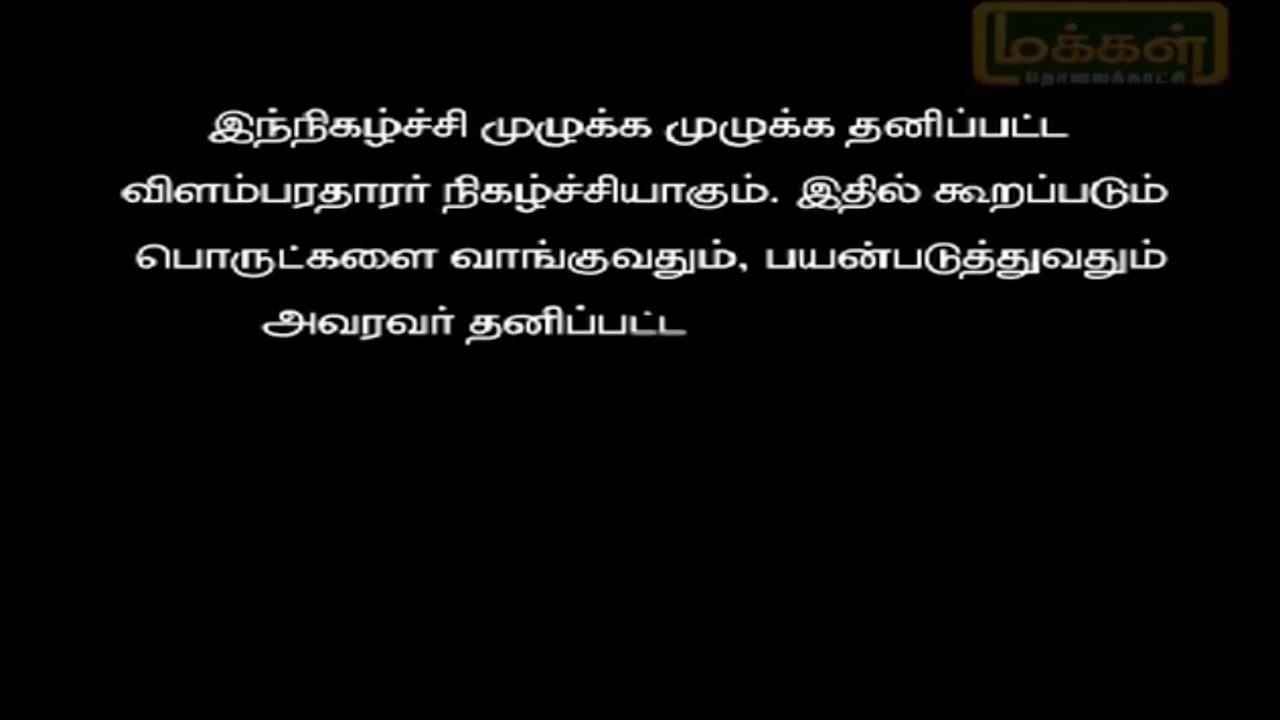 மக்கள்
தொலைக்காட்சி
இந்நிகழ்ச்சி முழுக்க முழுக்க தனிப்பட்ட
விளம்பரதாரர் நிகழ்ச்சியாகும். இதில் கூறப்படும்
பொருட்களை வாங்குவதும், பயன்படுத்துவதும்
அவரவர் தனிப்பட்ட